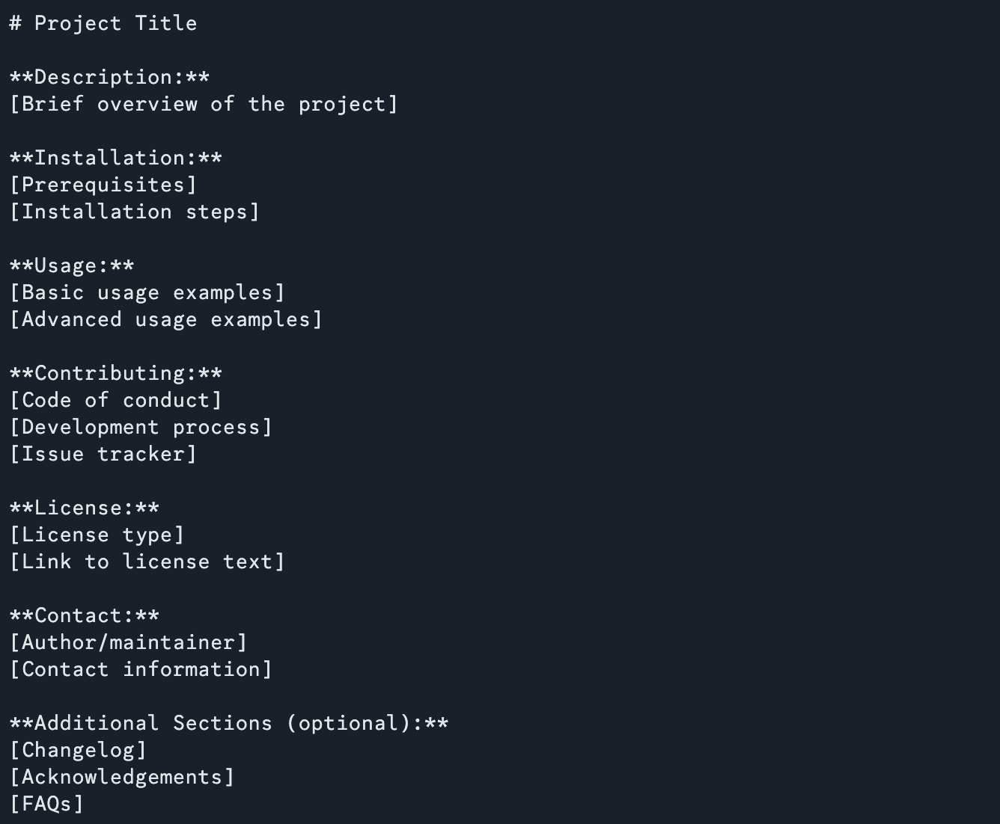 # Project Title

**Description:**
[Brief overview of the project]

**Installation:**
[Prerequisites]
[Installation steps]

**Usage:**
[Basic usage examples]
[Advanced usage examples]

**Contributing:**
[Code of conduct]
[Development process]
[Issue tracker]

**License:**
[License type]
[Link to license text]

**Contact:**
[Author/maintainer]
[Contact information]

**Additional Sections (optional):**
[Changelog]
[Acknowledgements]
[FAQs]